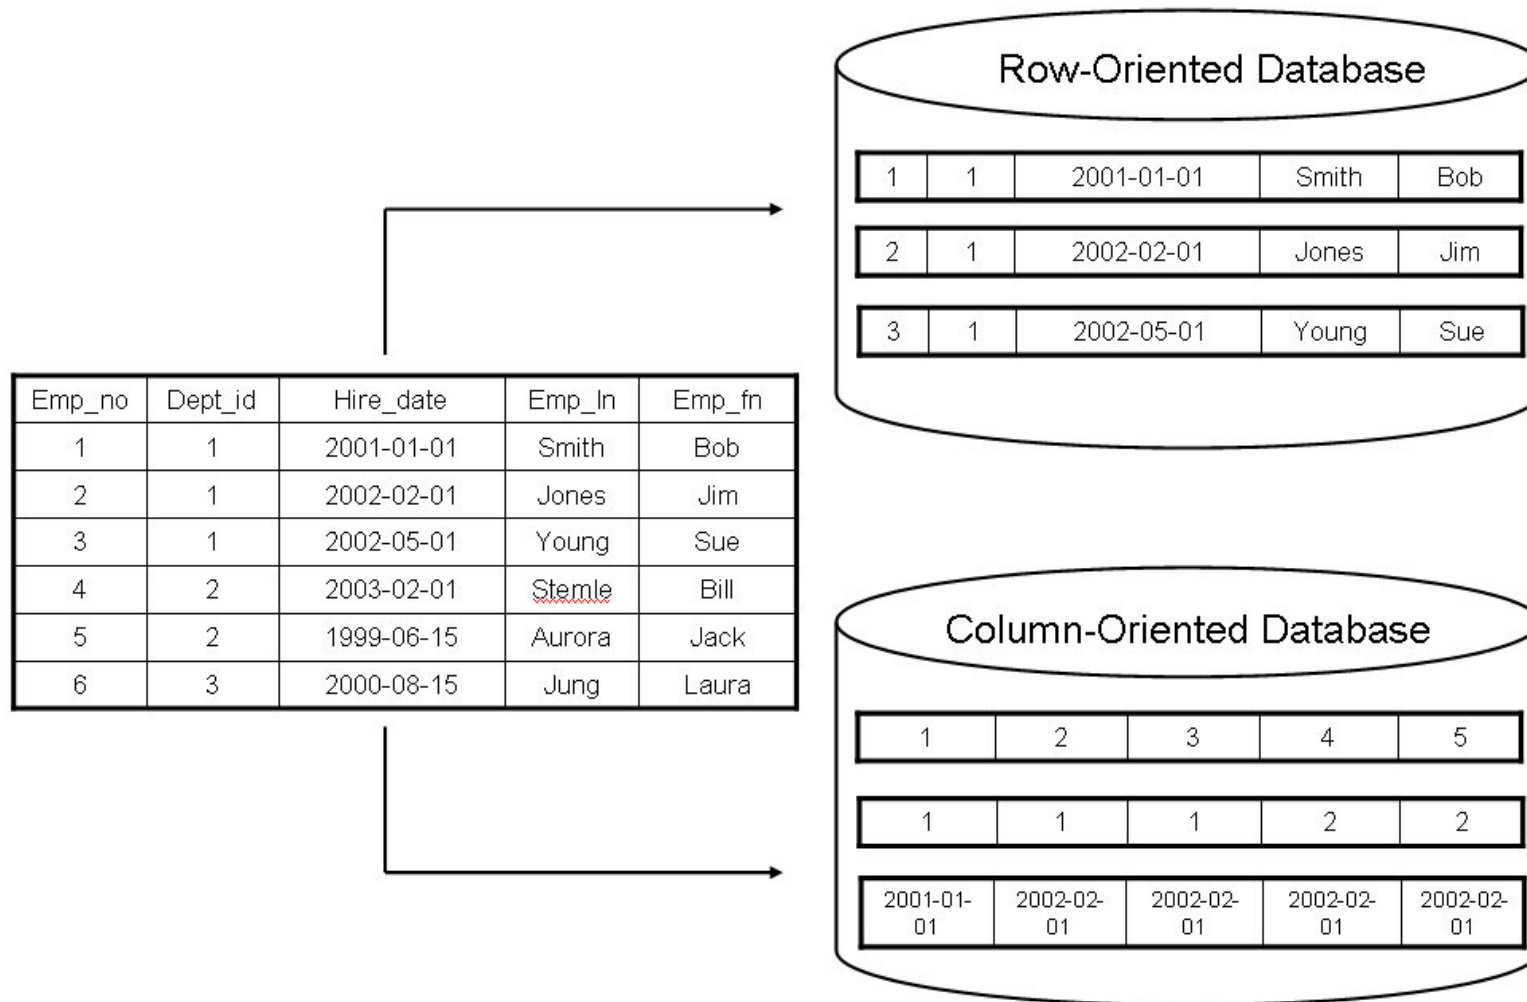 Row-Oriented Database
1 1 2001-01-01 Smith Bob
2 1 2002-02-01 Jones Jim
3 1 2002-05-01 Young Sue
Emp_no Dept_id Hire_date Emp_ln Emp_fn
1 1 2001-01-01 Smith Bob
2 1 2002-02-01 Jones Jim
3 1 2002-05-01 Young Sue
4 2 2003-02-01 Stemle Bill
5 2 1999-06-15 Aurora Jack
6 3 2000-08-15 Jung Laura
Column-Oriented Database
1 2 3 4 5
1 1 1 2 2
2001-01- 2002-02- 2002-02- 2002-02- 2002-02-
01 01 01 01 01